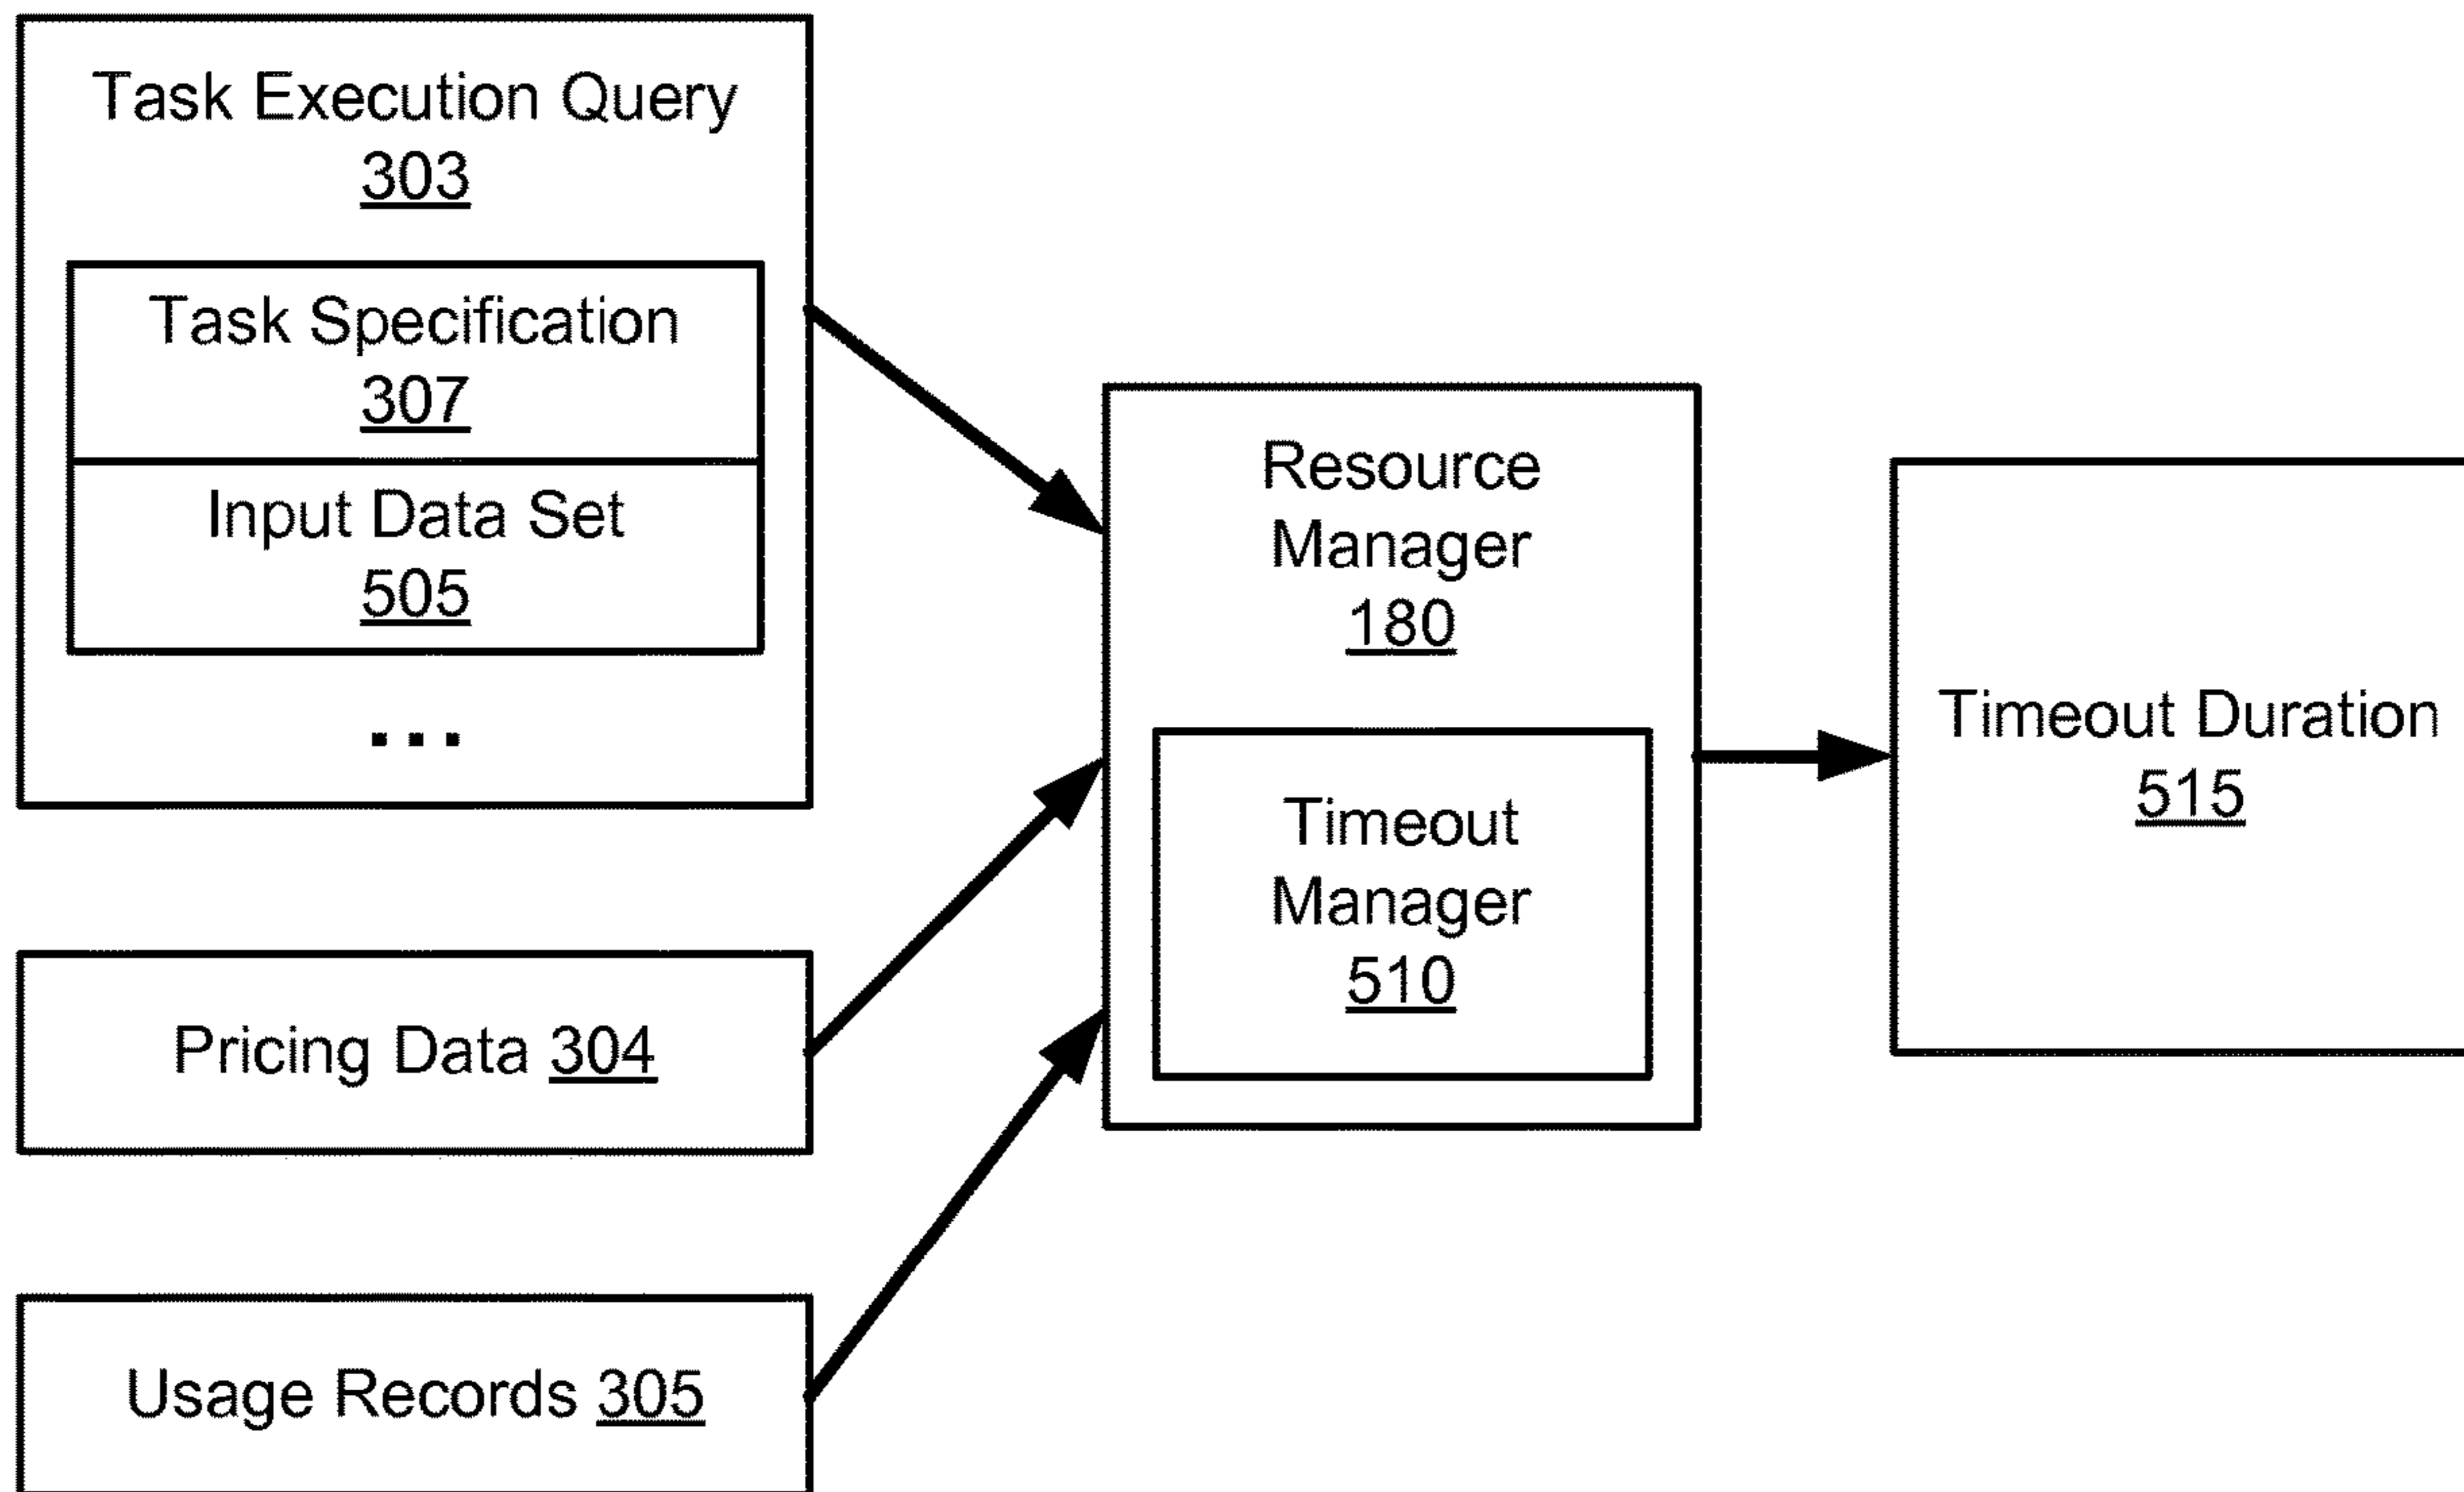 Task Execution Query
303
Task Specification
307
Input Data Set
505
...
Pricing Data 304
Usage Records 305
Resource
Manager
180
Timeout
Manager
510
Timeout Duration
515